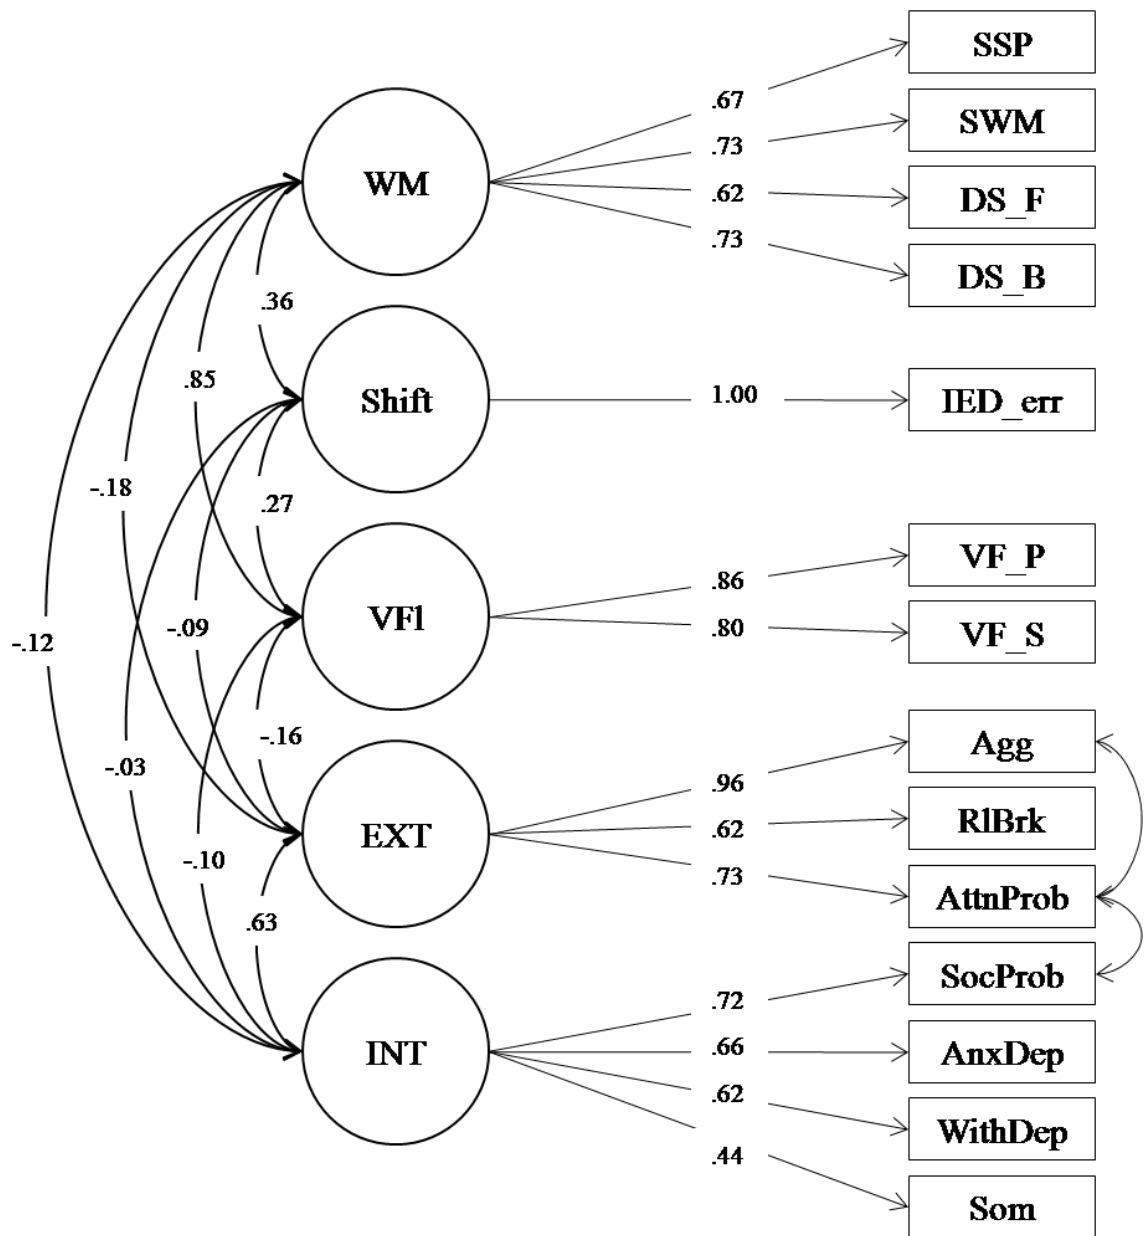 SSP
.67
SWM
.73
WM
.62
DS_F
.73
DS_B
.36
.85
Shift
1.00
IED_err
-.18
.27
VF_P
.86
VFl
.80
VF_S
-.09
-.12
Agg
-.16
.96
-.03
RlBrk
.62
EXT
-.10
.73
AttnProb
.63
SocProb
.72
INT
.66
AnxDep
.62
WithDep
.44
Som